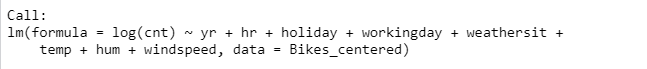 Call:
lm(formula = log(cnt) ~ yr + hr + holiday + workingday + weathersit +
    temp + hum + windspeed, data = Bikes_centered)